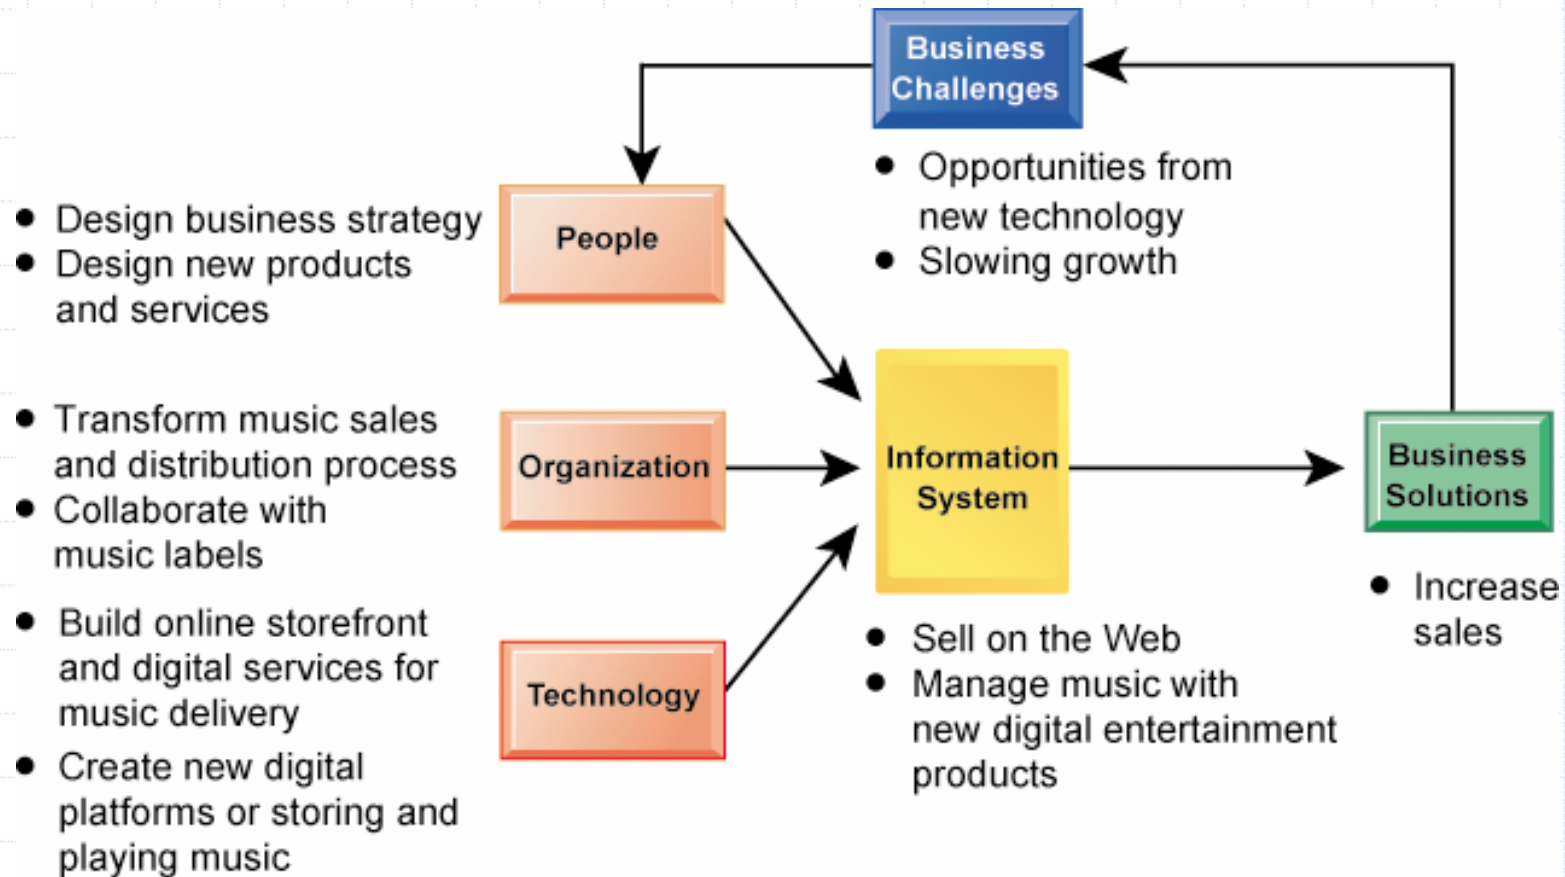 Business
Challenges
• Opportunities from
new technology
• Slowing growth
• Design business strategy
• Design new products
and services
People
• Transform music sales
and distribution process
• Collaborate with
music labels
Organization
• Build online storefront
and digital services for
music delivery
• Create new digital
platforms or storing and
playing music
Technology
Information
System
• Sell on the Web
• Manage music with
new digital entertainment
products
Business
Solutions
• Increase
sales